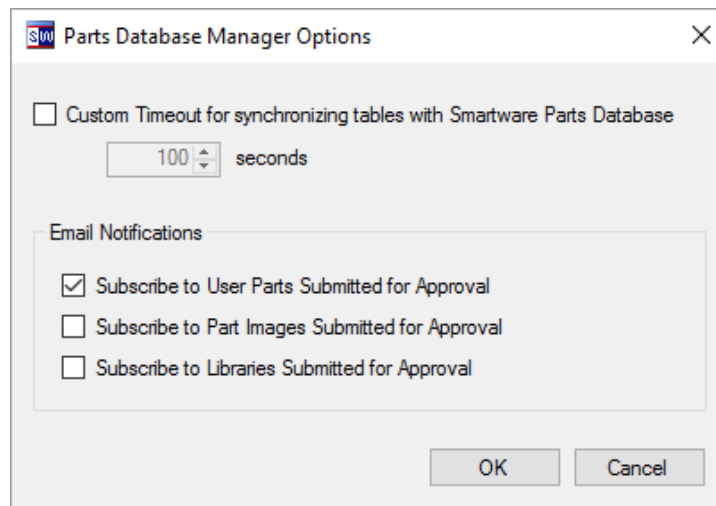 SW Parts Database Manager Options
Custom Timeout for synchronizing tables with Smartware Parts Database
100 seconds
Email Notifications
Subscribe to User Parts Submitted for Approval
Subscribe to Part Images Submitted for Approval
Subscribe to Libraries Submitted for Approval
OK Cancel